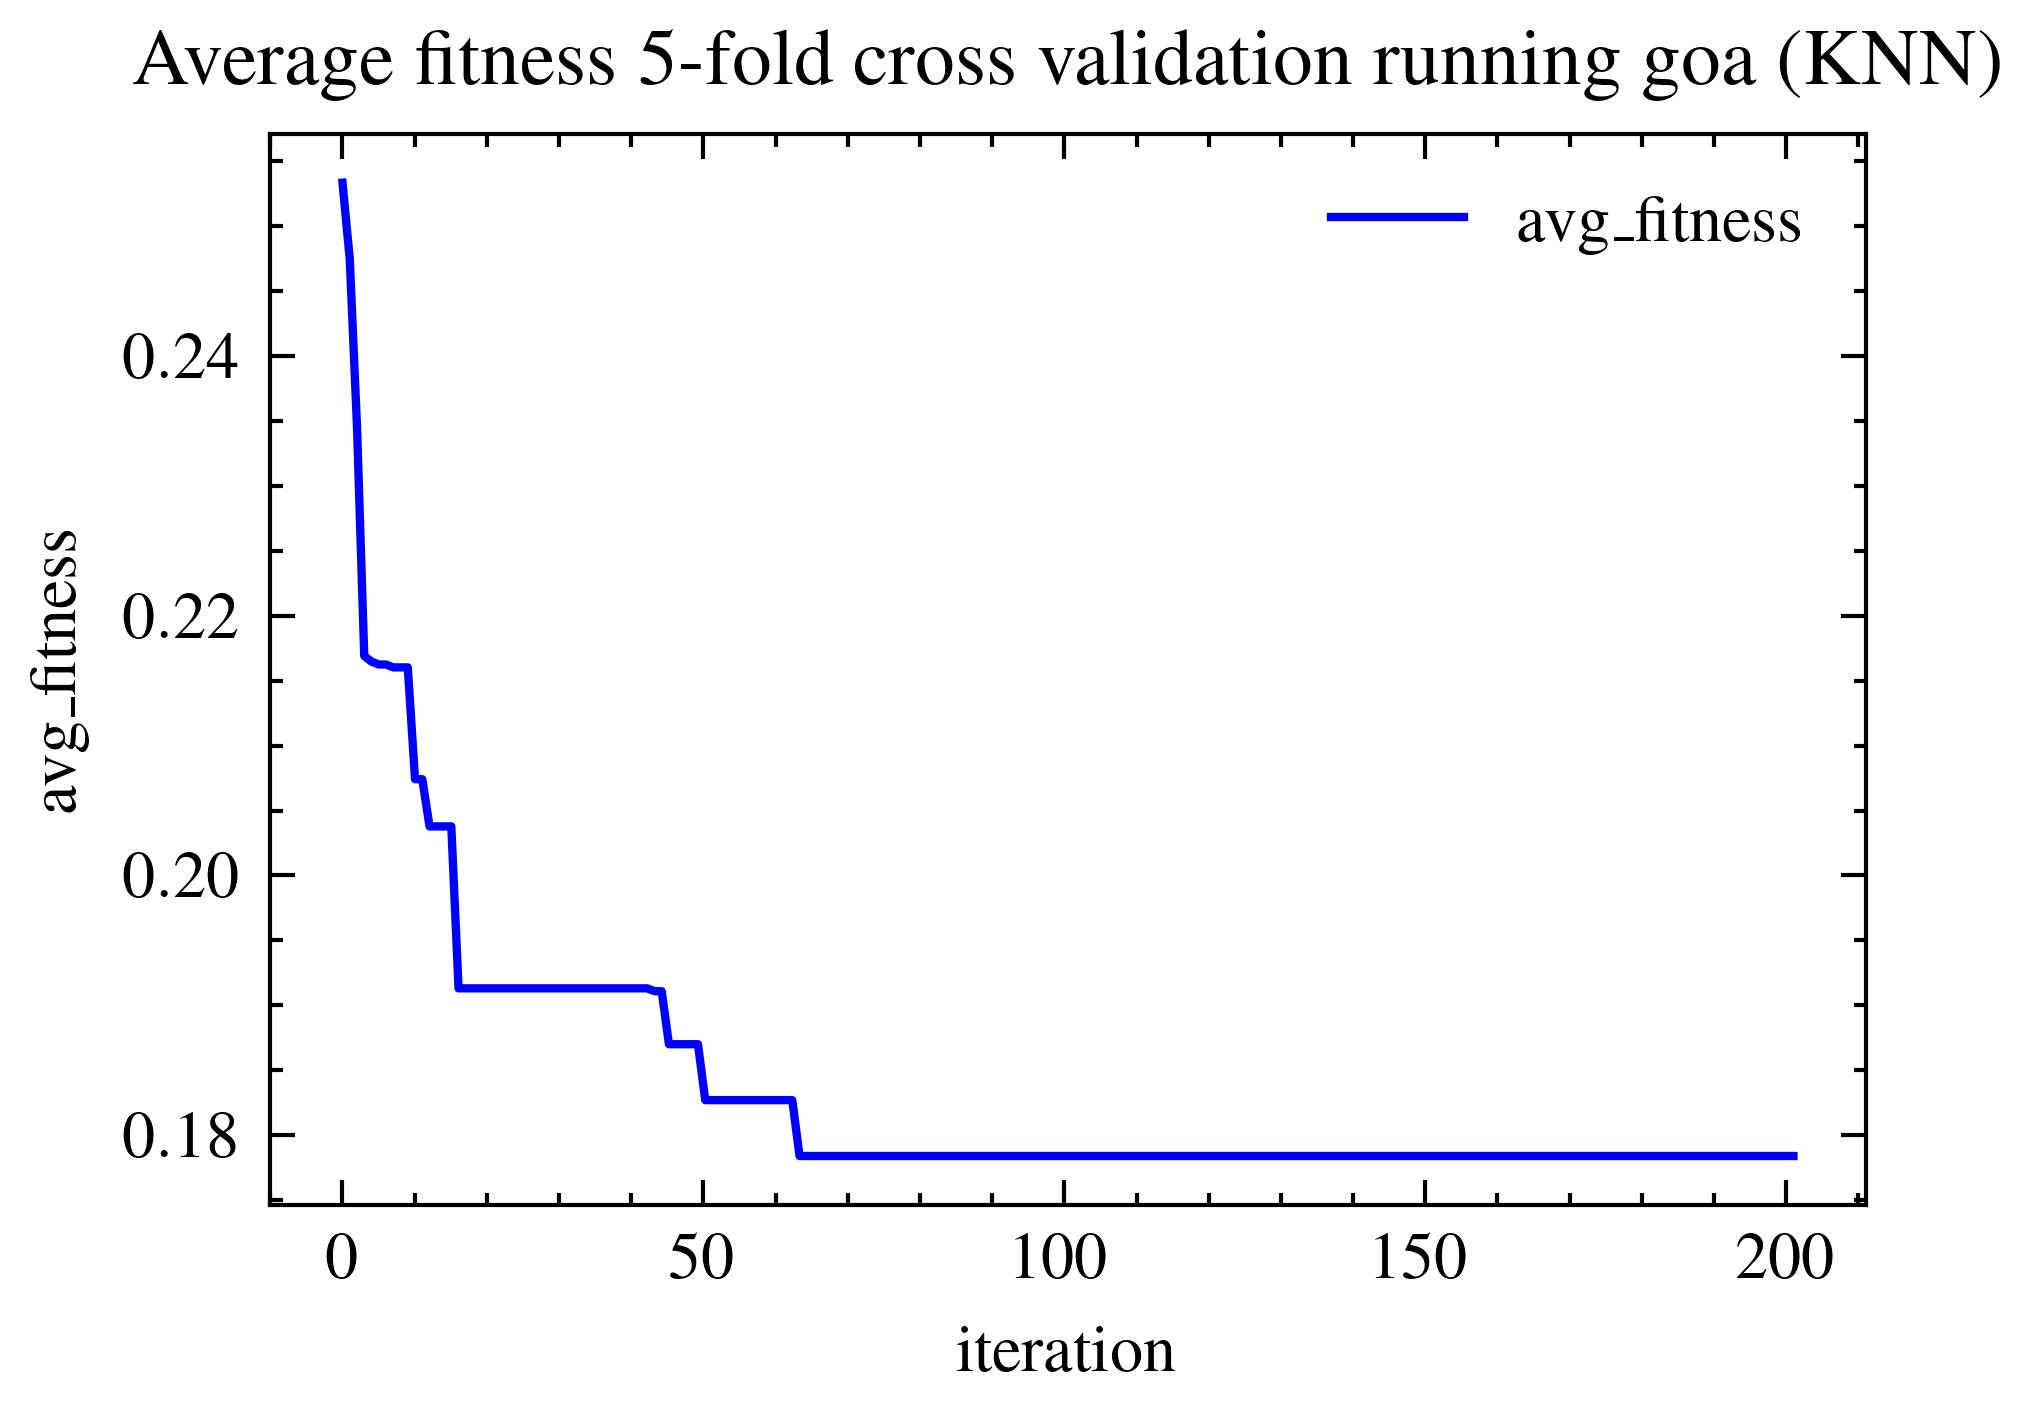 Average fitness 5-fold cross validation running goa (KNN)
avg_fitness
avg_fitness
0.24
0.22
0.20
0.18
0 50 100 150 200
iteration